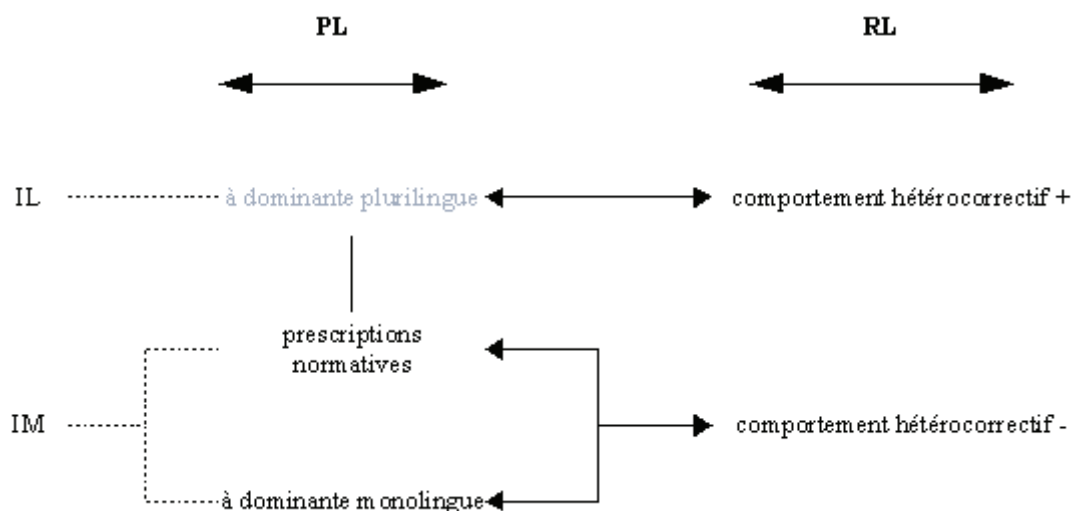 PL
RL
IL
à dominante plurilingue
comportement hétérocorrectif +
prescriptions
normatives
IM
comportement hétérocorrectif -
à dominante monolingue